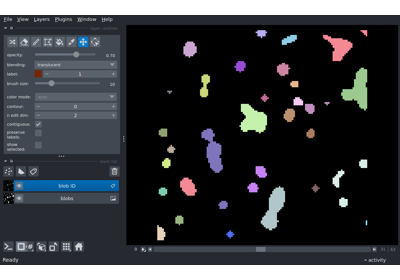 File View Layers Plugins Window Help
opacity: 0.70
blending: translucent
label: 1
brush size: 10
color mode: auto
contour: 0
n edit dim: 2
contiguous:
preserve labels:
show selected:
blob ID
blobs
Ready
activity